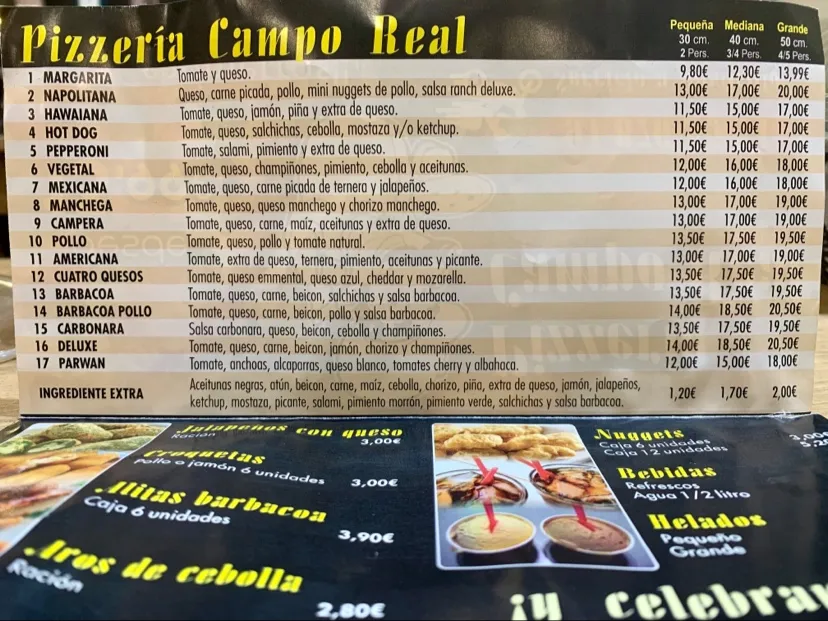 Pizzería Campo Real
Pequeña Mediana Grande
30 cm. 40 cm. 50 cm.
2 Pers. 3/4 Pers. 4/5 Pers.
1 MARGARITA Tomate y queso. 9,80€ 12,30€ 13,99€
2 NAPOLITANA Queso, carne picada, pollo, mini nuggets de pollo, salsa ranch deluxe. 13,00€ 17,00€ 20,00€
3 HAWAIANA Tomate, queso, jamón, piña y extra de queso. 11,50€ 15,00€ 17,00€
4 HOT DOG Tomate, queso, salchichas, cebolla, mostaza y/o ketchup. 11,50€ 15,00€ 17,00€
5 PEPPERONI Tomate, salami, pimiento y extra de queso. 11,50€ 15,00€ 17,00€
6 VEGETAL Tomate, queso, champiñones, pimiento, cebolla y aceitunas. 12,00€ 16,00€ 18,00€
7 MEXICANA Tomate, queso, carne picada de ternera y jalapeños. 12,00€ 16,00€ 18,00€
8 MANCHEGA Tomate, queso, queso manchego y chorizo manchego. 13,00€ 17,00€ 19,00€
9 CAMPERA Tomate, queso, carne, maíz, aceitunas y extra de queso. 13,00€ 17,00€ 19,00€
10 POLLO Tomate, queso, pollo y tomate natural. 13,50€ 17,50€ 19,50€
11 AMERICANA Tomate, extra de queso, ternera, pimiento, aceitunas y picante. 13,00€ 17,00€ 19,00€
12 CUATRO QUESOS Tomate, queso emmental, queso azul, cheddar y mozarella. 13,50€ 17,50€ 19,50€
13 BARBACOA Tomate, queso, carne, beicon, salchichas y salsa barbacoa. 13,50€ 17,50€ 19,50€
14 BARBACOA POLLO Tomate, queso, carne, beicon, pollo y salsa barbacoa. 14,00€ 18,50€ 20,50€
15 CARBONARA Salsa carbonara, queso, beicon, cebolla y champiñones. 13,50€ 17,50€ 19,50€
16 DELUXE Tomate, queso, carne, beicon, jamón, chorizo y champiñones. 14,00€ 18,50€ 20,50€
17 PARWAN Tomate, anchoas, alcaparras, queso blanco, tomates cherry y albahaca. 12,00€ 15,00€ 18,00€
INGREDIENTE EXTRA Aceitunas negras, atún, beicon, carne, maíz, cebolla, chorizo, piña, extra de queso, jamón, jalapeños,
ketchup, mostaza, picante, salami, pimiento morrón, pimiento verde, salchichas y salsa barbacoa. 1,20€ 1,70€ 2,00€
Jalapeños con queso
Ración 3,00€
Croquetas
Pollo o jamón 6 unidades 3,00€
Alitas barbacoa
Caja 6 unidades 3,90€
Aros de cebolla
Ración 2,80€
Nuggets
Caja 6 unidades
Caja 12 unidades
Bebidas
Refrescos
Agua 1/2 litro
Helados
Pequeño
Grande
¡y celebra